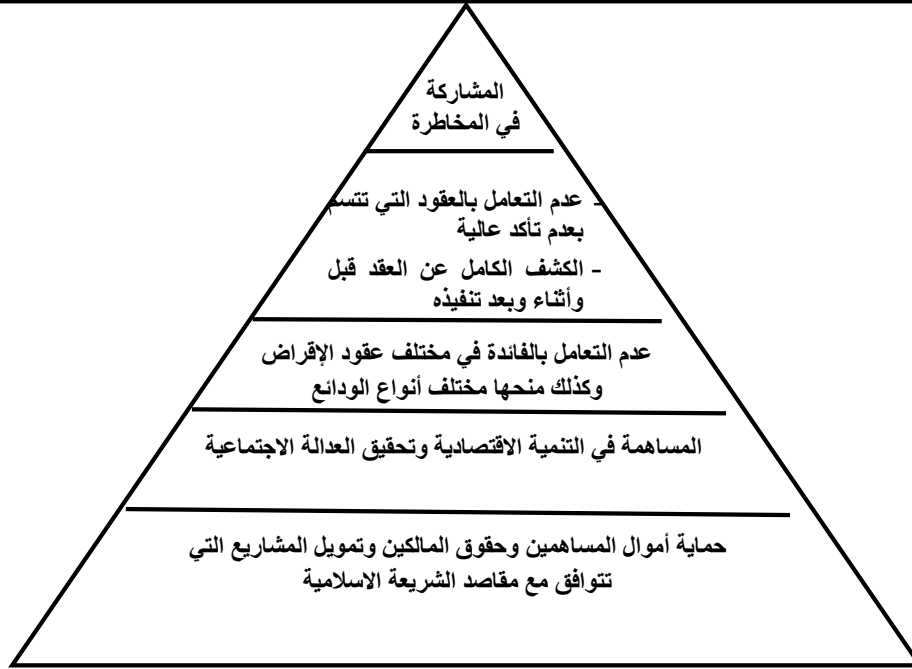 المشاركة
في المخاطرة
- عدم التعامل بالعقود التي تتسم
بعدم تأكد عالية
- الكشف الكامل عن العقد قبل
وأثناء وبعد تنفيذه
عدم التعامل بالفائدة في مختلف عقود الإقراض
وكذلك منحها مختلف أنواع الودائع
المساهمة في التنمية الاقتصادية وتحقيق العدالة الاجتماعية
حماية أموال المساهمين وحقوق المالكين وتمويل المشاريع التي
تتوافق مع مقاصد الشريعة الاسلامية